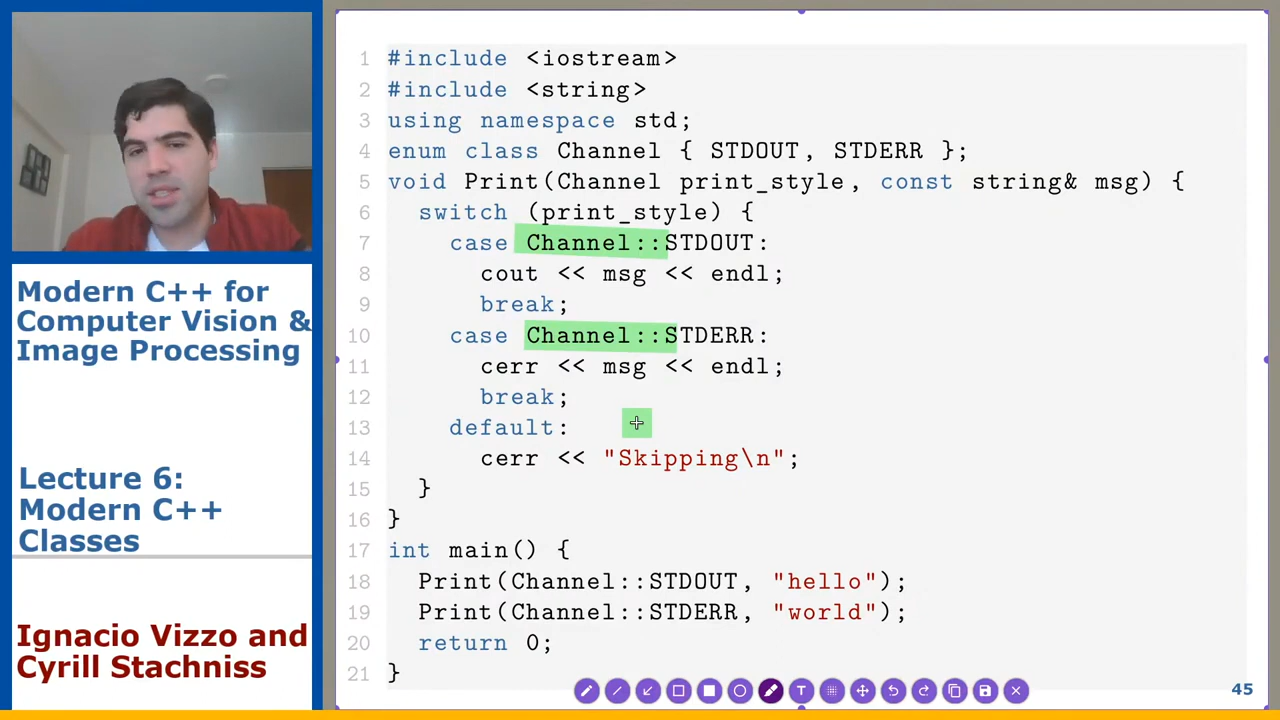 Modern C++ for
Computer Vision &
Image Processing
Lecture 6:
Modern C++
Classes
Ignacio Vizzo and
Cyrill Stachniss
1 #include <iostream>
2 #include <string>
3 using namespace std;
4 enum class Channel { STDOUT, STDERR };
5 void Print(Channel print_style, const string& msg) {
6 switch (print_style) {
7 case Channel::STDOUT:
8 cout << msg << endl;
9 break;
10 case Channel::STDERR:
11 cerr << msg << endl;
12 break;
13 default:
14 cerr << "Skipping\n";
15 }
16 }
17 int main() {
18 Print(Channel::STDOUT, "hello");
19 Print(Channel::STDERR, "world");
20 return 0;
21 }
T
45